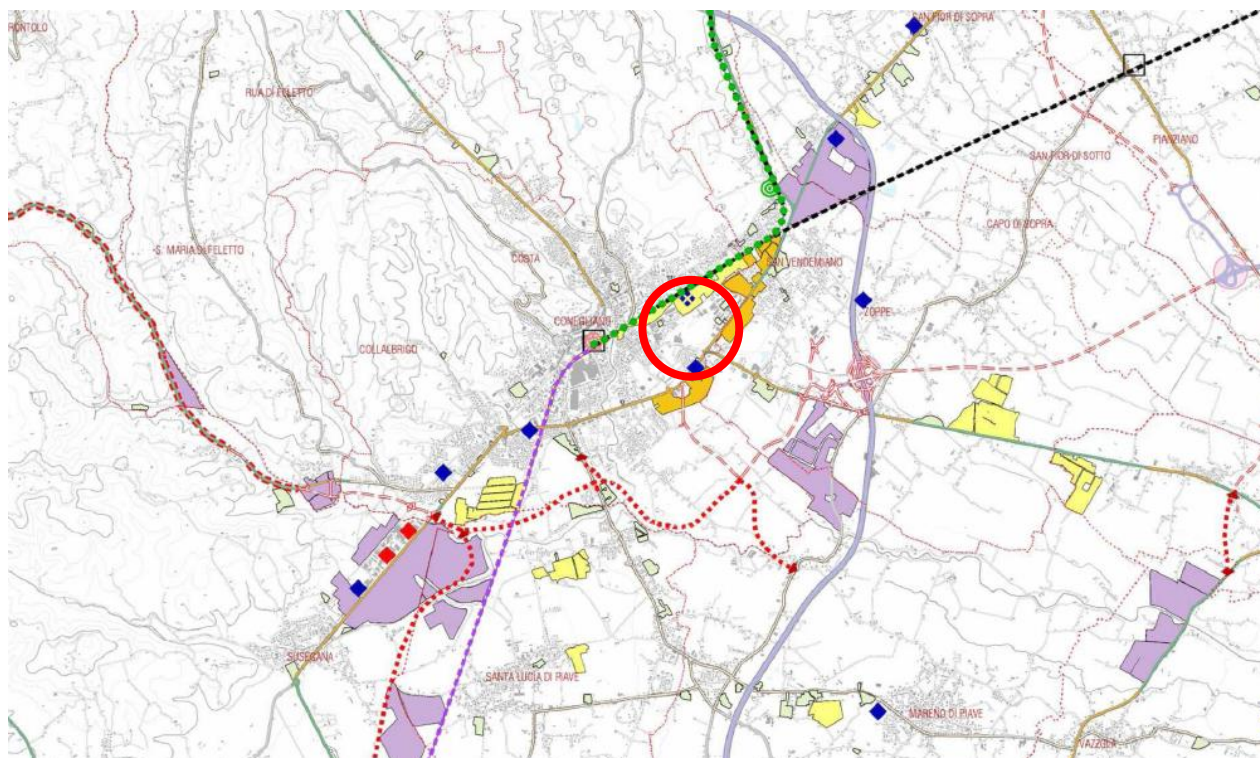 SAN FIOR DI SOPRA
RONTOLO
RUA DI FELETTO
PIANZANO
SAN FIOR DI SOTTO
CAPO DI SOPRA
S. MARIA DI FELETTO
COSTA
SAN VENDEMIANO
ZOPPE'
CONEGLIANO
COLLALBRIGO
SUSEGANA
SANTA LUCIA DI PIAVE
MARENO DI PIAVE
VAZZOLA